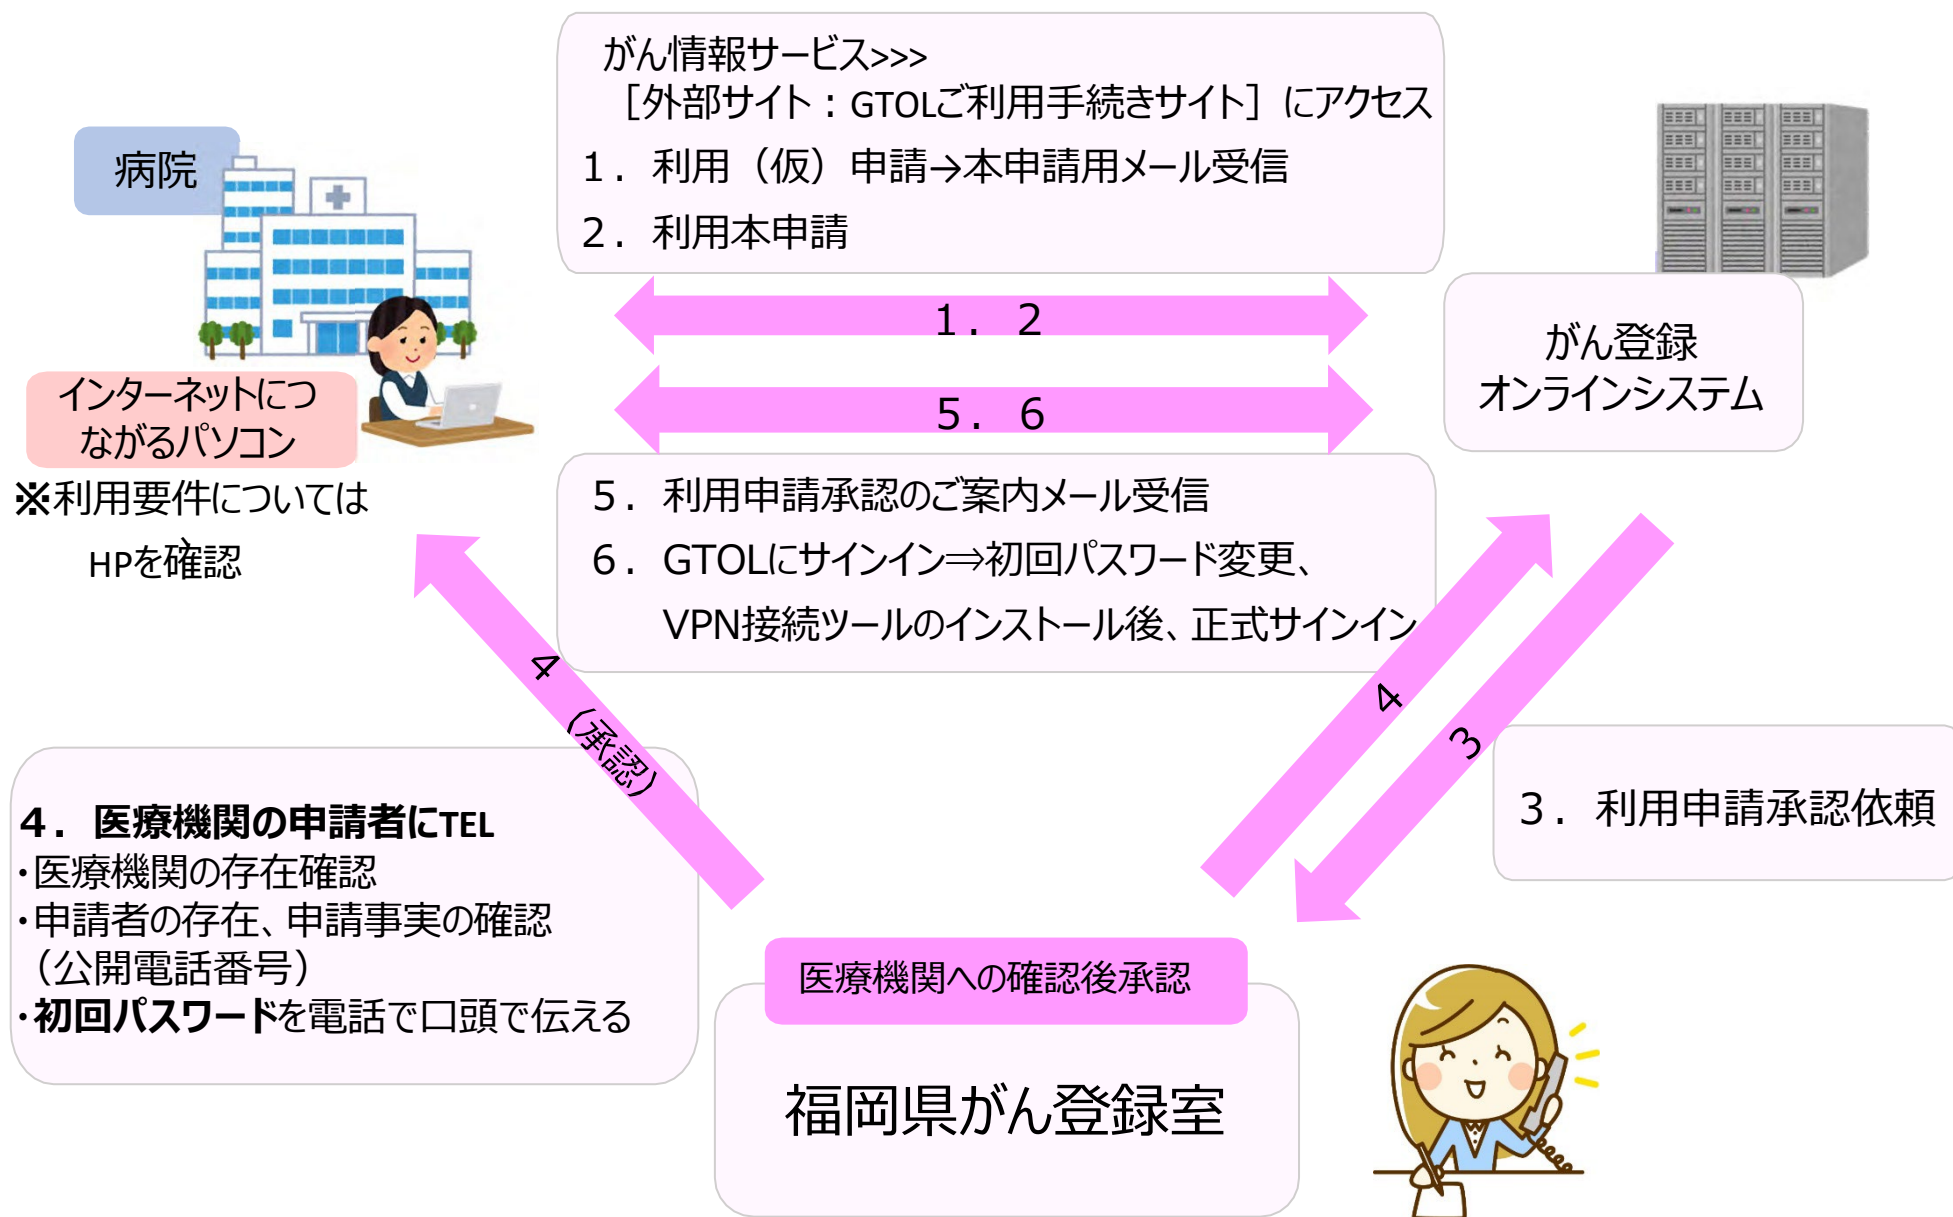 がん情報サービス>>>
［外部サイト：GTOLご利用手続きサイト］にアクセス
１．利用（仮）申請→本申請用メール受信
２．利用本申請
病院
インターネットにつ
ながるパソコン
※利用要件については、
HPを確認
１．２
５．６
がん登録
オンラインシステム
５．利用申請承認のご案内メール受信
６．GTOLにサインイン⇒初回パスワード変更、
VPN接続ツールのインストール後、正式サインイン
４（承認）
４
３
３．利用申請承認依頼
４．医療機関の申請者にTEL
・医療機関の存在確認
・申請者の存在、申請事実の確認
（公開電話番号）
・初回パスワードを電話で口頭で伝える
医療機関への確認後承認
福岡県がん登録室